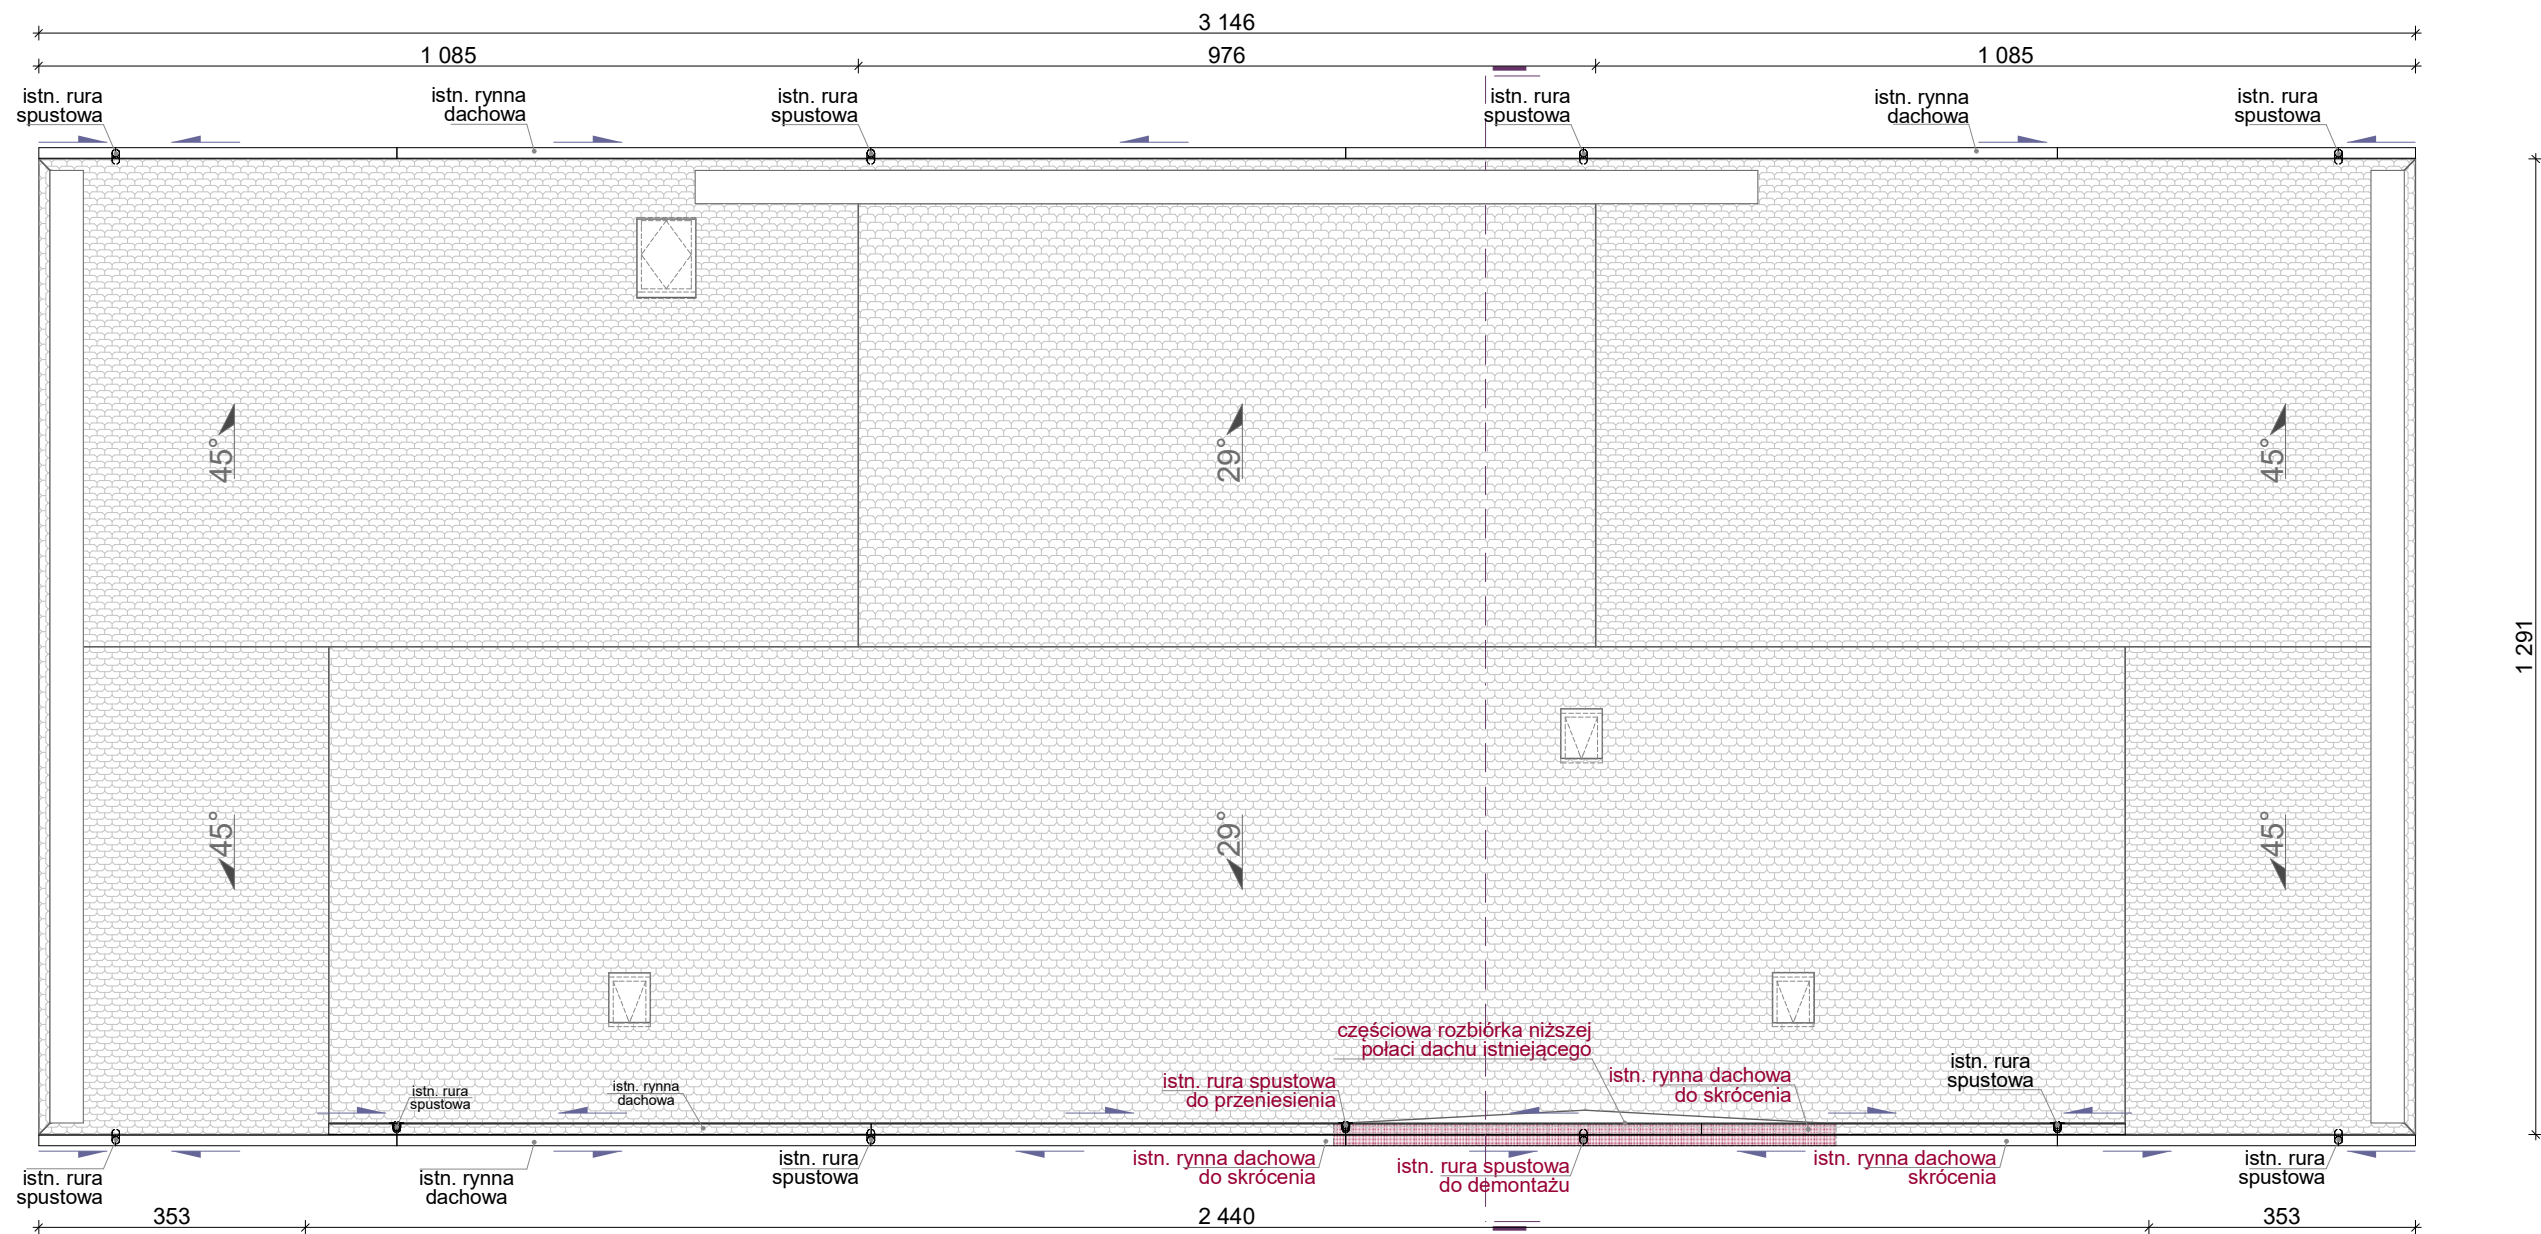 3 146
1 085
976
1 085
istn. rura
spustowa
istn. rynna
dachowa
istn. rura
spustowa
istn. rura
spustowa
istn. rynna
dachowa
istn. rura
spustowa
45°
29°
45°
1 291
45°
29°
45°
częściowa rozbiórka niższej
połaci dachu istniejącego
istn. rura
spustowa
istn. rynna
dachowa
istn. rura spustowa
do przeniesienia
istn. rynna dachowa
do skrócenia
istn. rura
spustowa
istn. rura
spustowa
istn. rynna
dachowa
istn. rura
spustowa
istn. rynna dachowa
do skrócenia
istn. rura spustowa
do demontażu
istn. rynna dachowa
skrócenia
istn. rura
spustowa
353
2 440
353